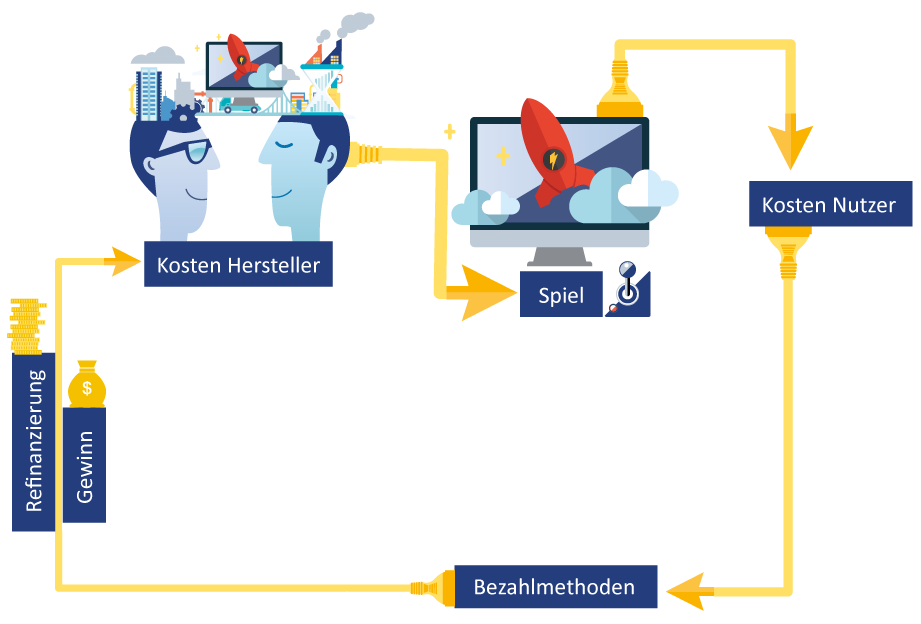 Kosten Hersteller
Spiel
Kosten Nutzer
Bezahlmethoden
Refinanzierung
Gewinn
$